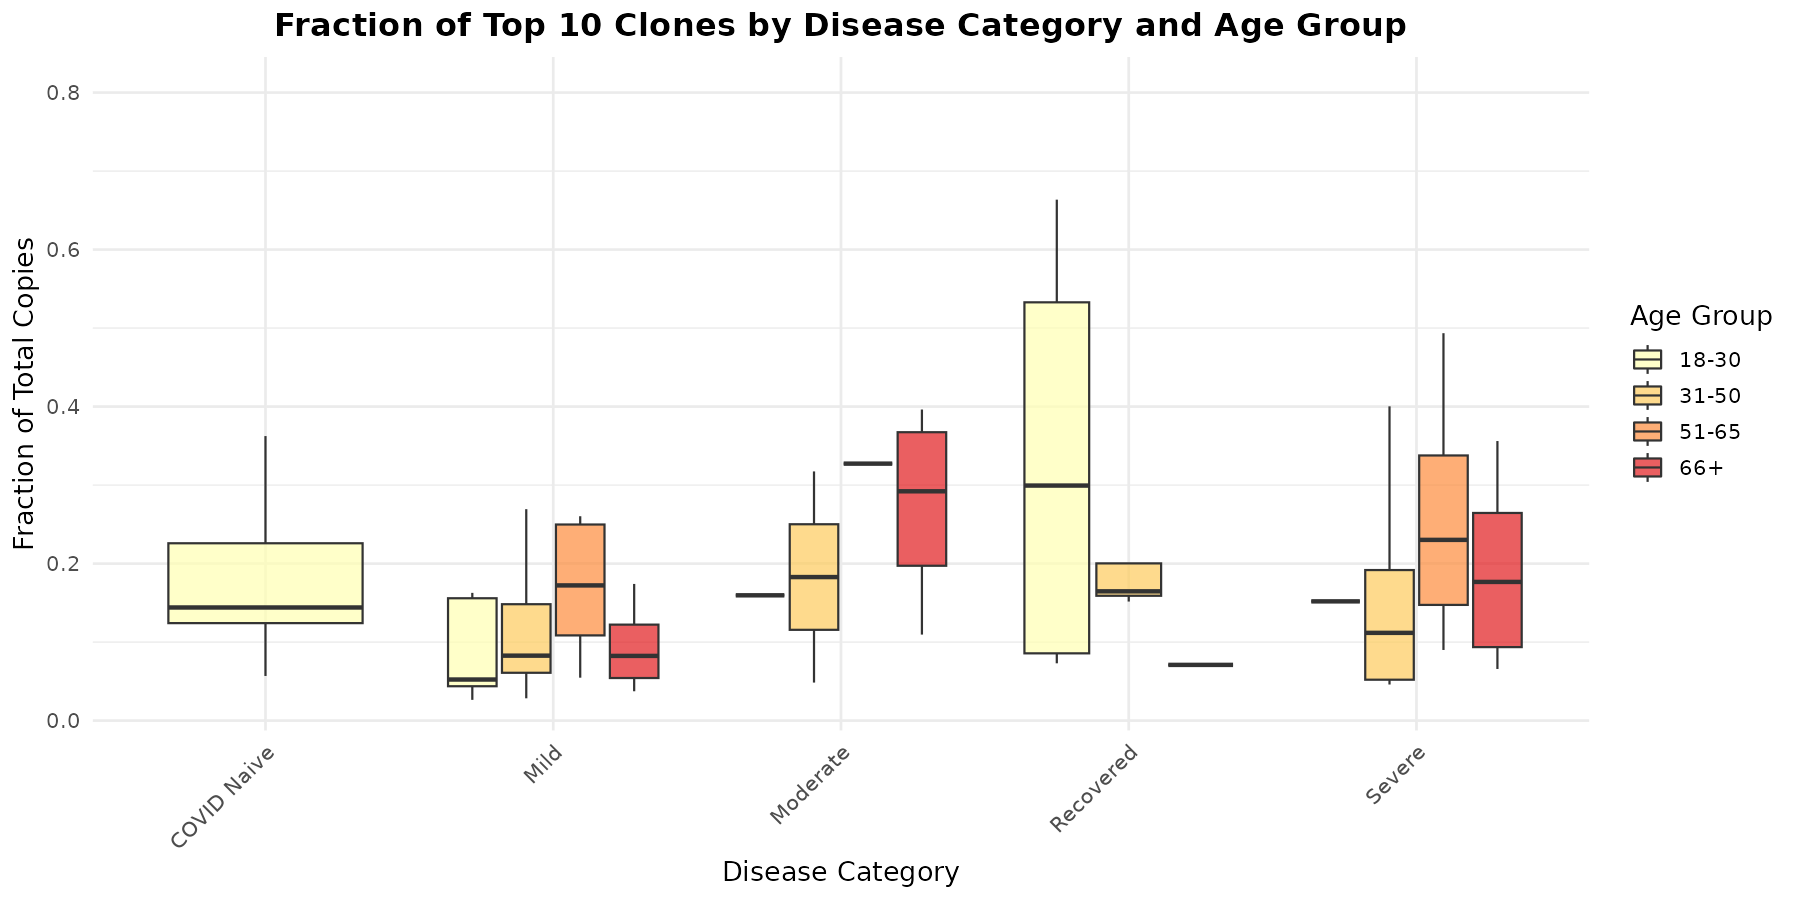 Fraction of Top 10 Clones by Disease Category and Age Group
Fraction of Total Copies
0.8
0.6
0.4
0.2
0.0
COVID Naive
Mild
Moderate
Recovered
Severe
Disease Category
Age Group
18-30
31-50
51-65
66+